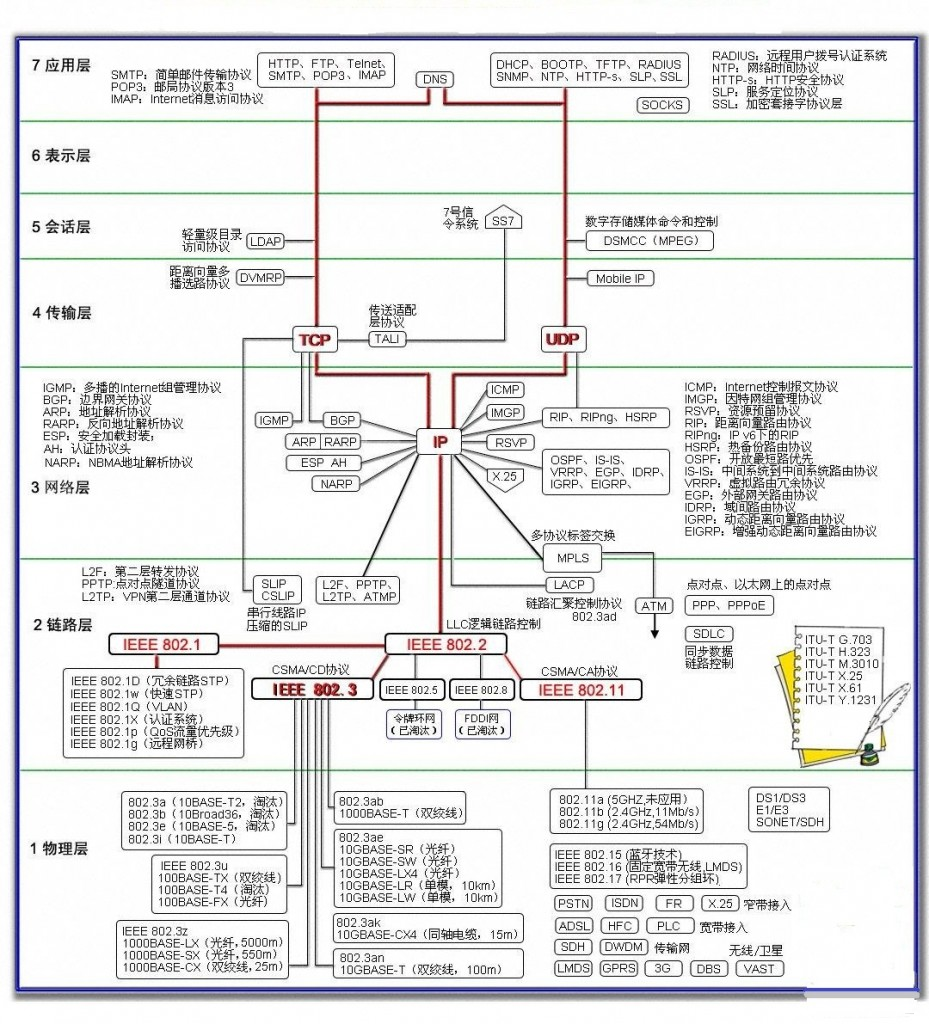 7 应用层
SMTP：简单邮件传输协议
POP3：邮局协议版本3
IMAP：Internet消息访问协议
HTTP、FTP、Telnet、
SMTP、POP3、IMAP
DNS
DHCP、BOOTP、TFTP、RADIUS
SNMP、NTP、HTTP-s、SLP、SSL
SOCKS
RADIUS：远程用户拨号认证系统
NTP：网络时间协议
HTTP-s：HTTP安全协议
SLP：服务定位协议
SSL：加密套接字协议层
6 表示层
5 会话层
轻量级目录
访问协议
LDAP
7号信
令系统
SS7
数字存储媒体命令和控制
DSMCC（MPEG）
4 传输层
距离向量多
播选路协议
DVMRP
Mobile IP
传送适配
层协议
TCP
TALI
UDP
IGMP：多播的Internet组管理协议
BGP：边界网关协议
ARP：地址解析协议
RARP：反向地址解析协议
ESP：安全加载封装；
AH：认证协议头
NARP：NBMA地址解析协议
3 网络层
IGMP
BGP
ARP
RARP
ESP AH
NARP
IP
ICMP
IMGP
RSVP
X.25
RIP、RIPng、HSRP
OSPF、IS-IS、
VRRP、EGP、IDRP、
IGRP、EIGRP、
ICMP：Internet控制报文协议
IMGP：因特网组管理协议
RSVP：资源预留协议
RIP：距离向量路由协议
RIPng：IP v6下的RIP
HSRP：热备份路由协议
OSPF：开放最短路优先
IS-IS：中间系统到中间系统路由协议
VRRP：虚拟路由冗余协议
EGP：外部网关路由协议
IDRP：域间路由协议
IGRP：动态距离向量路由协议
EIGRP：增强动态距离向量路由协议
多协议标签交换
MPLS
L2F：第二层转发协议
PPTP:点对点隧道协议
L2TP：VPN第二层通道协议
2 链路层
SLIP
CSLIP
串行线路IP
压缩的SLIP
L2F、PPTP、
L2TP、ATMP
LACP
链路汇聚控制协议
802.3ad
ATM
点对点、以太网上的点对点
PPP、PPPoE
SDLC
同步数据
链路控制
LLC逻辑链路控制
IEEE 802.1
IEEE 802.2
CSMA/CD协议
IEEE 802.3
IEEE 802.5
IEEE 802.8
CSMA/CA协议
IEEE 802.11
令牌环网
（已淘汰）
FDDI网
（已淘汰）
IEEE 802.1D（冗余链路STP）
IEEE 802.1w（快速STP）
IEEE 802.1Q（VLAN）
IEEE 802.1X（认证系统）
IEEE 802.1p（QoS流量优先级）
IEEE 802.1g（远程网桥）
ITU-T G.703
ITU-T H.323
ITU-T M.3010
ITU-T X.25
ITU-T X.61
ITU-T Y.1231
1 物理层
802.3a（10BASE-T2，淘汰）
802.3b（10Broad36，淘汰）
802.3e（10BASE-5，淘汰）
802.3i（10BASE-T）
IEEE 802.3u
100BASE-TX（双绞线）
100BASE-T4（淘汰）
100BASE-FX（光纤）
IEEE 802.3z
1000BASE-LX（光纤,5000m）
1000BASE-SX（光纤,550m）
1000BASE-CX（双绞线,25m）
802.3ab
1000BASE-T（双绞线）
802.3ae
10GBASE-SR（光纤）
10GBASE-SW（光纤）
10GBASE-LX4（光纤）
10GBASE-LR（单模，10km）
10GBASE-LW（单模，10km）
802.3ak
10GBASE-CX4（同轴电缆，15m）
802.3an
10GBASE-T（双绞线，100m）
802.11a (5GHZ,未应用)
802.11b (2.4GHz,11Mb/s)
802.11g (2.4GHz,54Mb/s)
DS1/DS3
E1/E3
SONET/SDH
IEEE 802.15 (蓝牙技术)
IEEE 802.16 (固定宽带无线,LMDS)
IEEE 802.17 (RPR弹性分组环)
PSTN ISDN FR X.25 窄带接入
ADSL HFC PLC 宽带接入
SDH DWDM 传输网 无线/卫星
LMDS GPRS 3G DBS VAST